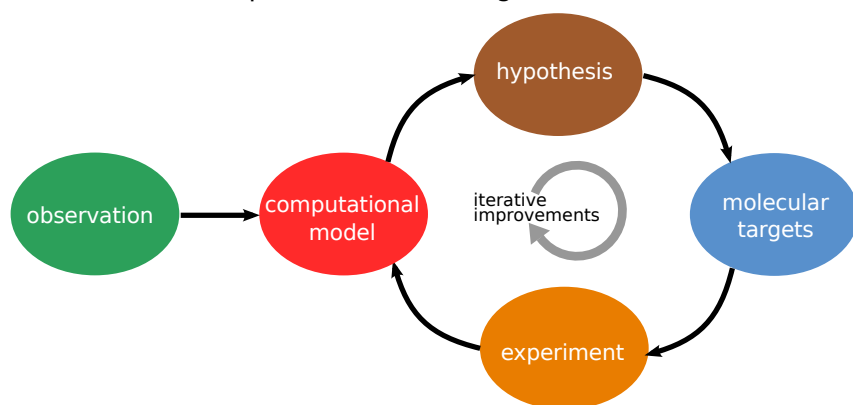 observation
computational
model
hypothesis
molecular
targets
experiment
iterative
improvements